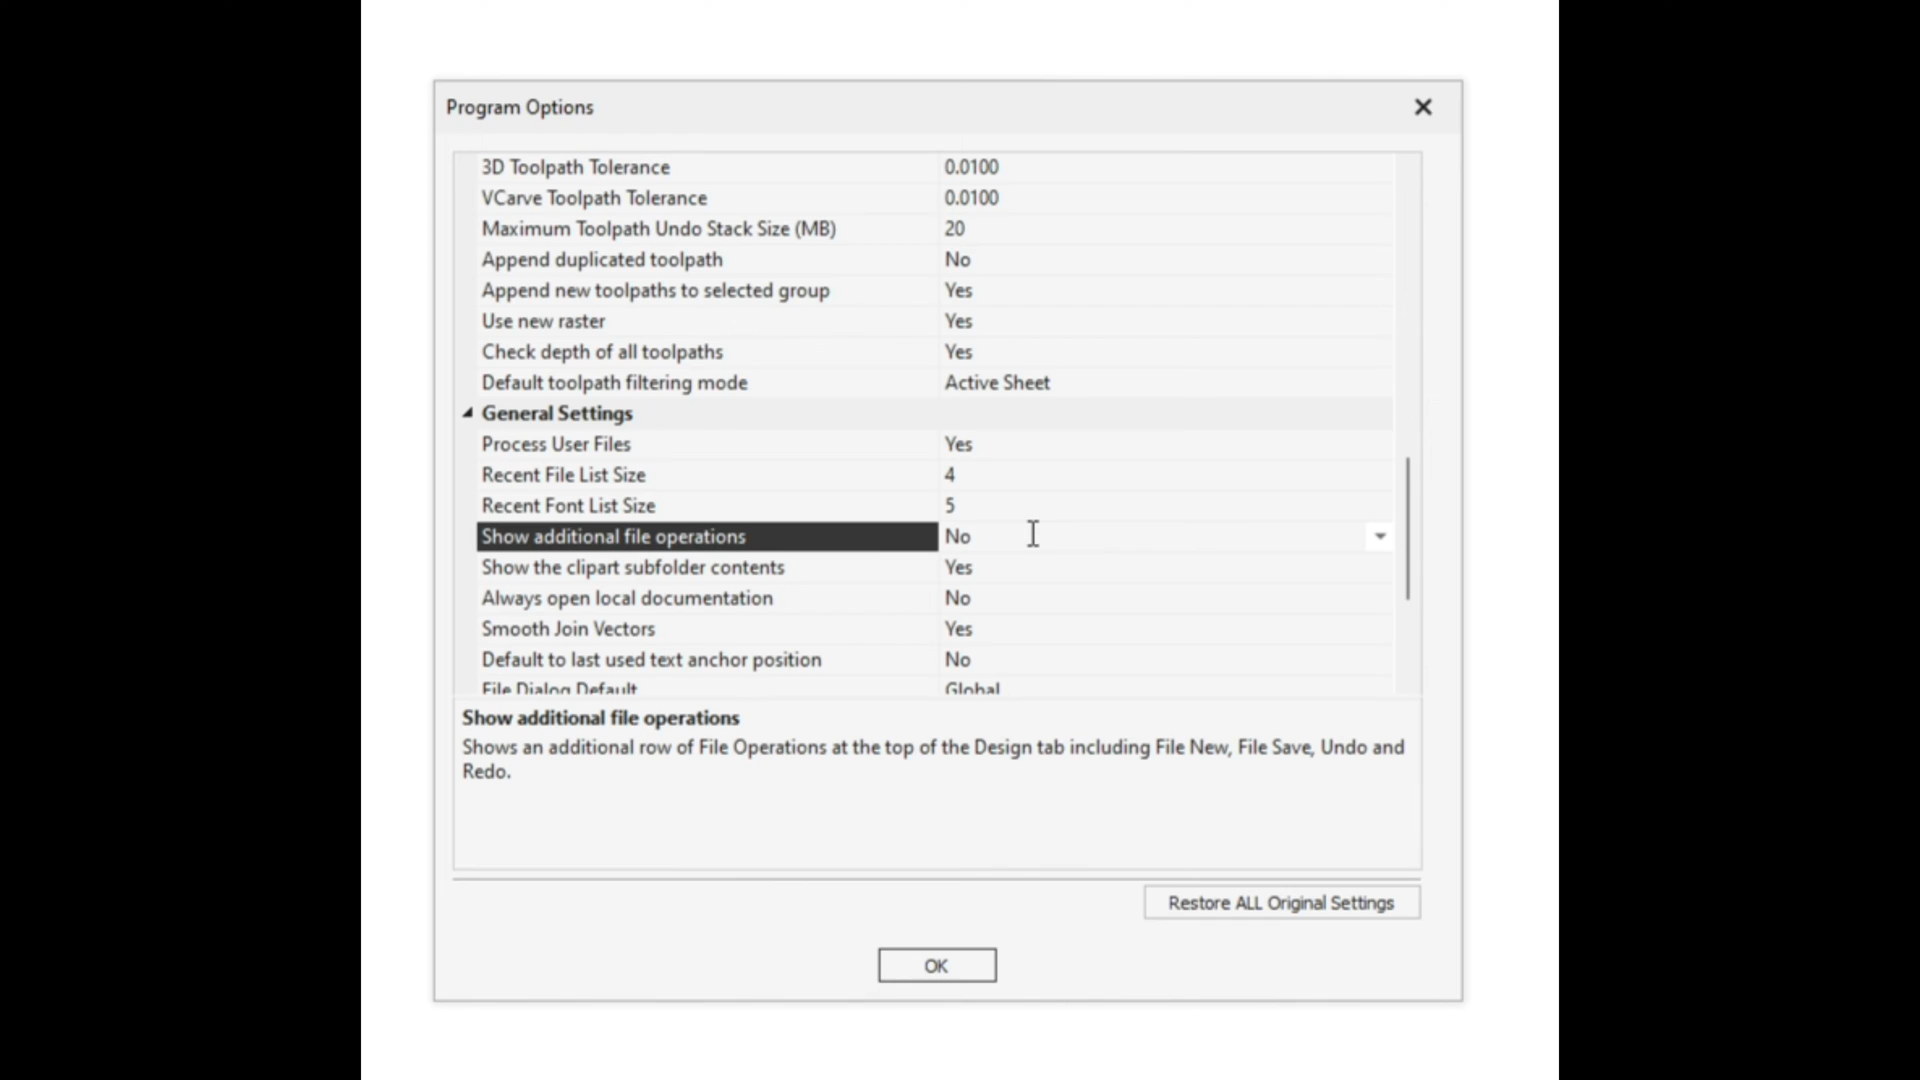 Program Options
3D Toolpath Tolerance 0.0100
VCarve Toolpath Tolerance 0.0100
Maximum Toolpath Undo Stack Size (MB) 20
Append duplicated toolpath No
Append new toolpaths to selected group Yes
Use new raster Yes
Check depth of all toolpaths Yes
Default toolpath filtering mode Active Sheet
General Settings
Process User Files Yes
Recent File List Size 4
Recent Font List Size 5
Show additional file operations No
Show the clipart subfolder contents Yes
Always open local documentation No
Smooth Join Vectors Yes
Default to last used text anchor position No
File Dialog Default Global
Show additional file operations
Shows an additional row of File Operations at the top of the Design tab including File New, File Save, Undo and
Redo.
Restore ALL Original Settings
OK